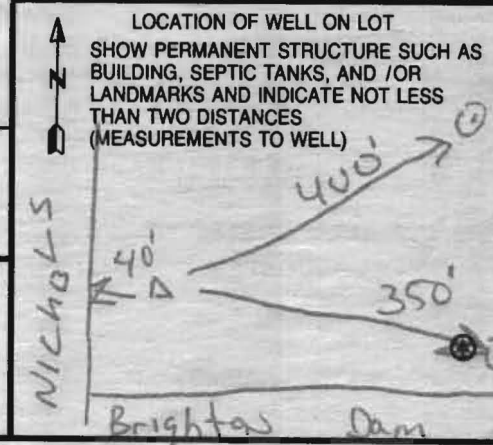 LOCATION OF WELL ON LOT
SHOW PERMANENT STRUCTURE SUCH AS
BUILDING, SEPTIC TANKS, AND /OR
LANDMARKS AND INDICATE NOT LESS
THAN TWO DISTANCES
(MEASUREMENTS TO WELL)
N
400'
40'
350'
NICHOLS
Brighton Dam